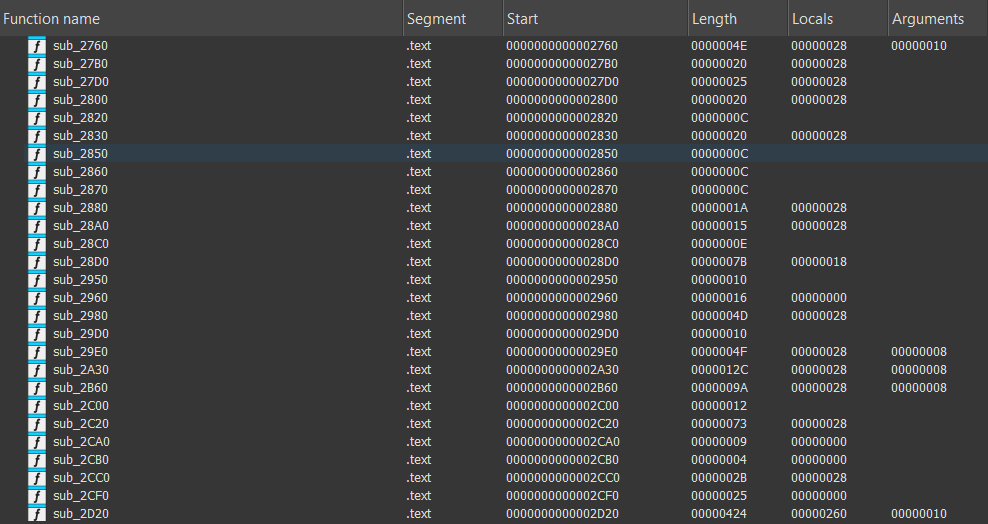 Function name Segment Start Length Locals Arguments
f sub_2760 .text 0000000000002760 0000004E 00000028 00000010
f sub_27B0 .text 00000000000027B0 00000020 00000028
f sub_27D0 .text 00000000000027D0 00000025 00000028
f sub_2800 .text 0000000000002800 00000020 00000028
f sub_2820 .text 0000000000002820 0000000C
f sub_2830 .text 0000000000002830 00000020 00000028
f sub_2850 .text 0000000000002850 0000000C
f sub_2860 .text 0000000000002860 0000000C
f sub_2870 .text 0000000000002870 0000000C
f sub_2880 .text 0000000000002880 0000001A 00000028
f sub_28A0 .text 00000000000028A0 00000015 00000028
f sub_28C0 .text 00000000000028C0 0000000E
f sub_28D0 .text 00000000000028D0 0000007B 00000018
f sub_2950 .text 0000000000002950 00000010
f sub_2960 .text 0000000000002960 00000016 00000000
f sub_2980 .text 0000000000002980 0000004D 00000028
f sub_29D0 .text 00000000000029D0 00000010
f sub_29E0 .text 00000000000029E0 0000004F 00000028 00000008
f sub_2A30 .text 0000000000002A30 0000012C 00000028 00000008
f sub_2B60 .text 0000000000002B60 0000009A 00000028 00000008
f sub_2C00 .text 0000000000002C00 00000012
f sub_2C20 .text 0000000000002C20 00000073 00000028
f sub_2CA0 .text 0000000000002CA0 00000009 00000000
f sub_2CB0 .text 0000000000002CB0 00000004 00000000
f sub_2CC0 .text 0000000000002CC0 0000002B 00000028
f sub_2CF0 .text 0000000000002CF0 00000025 00000000
f sub_2D20 .text 0000000000002D20 00000424 00000260 00000010